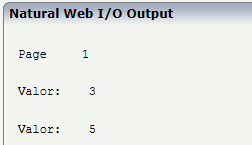 Natural Web I/O Output
Page 1
Valor: 3
Valor: 5